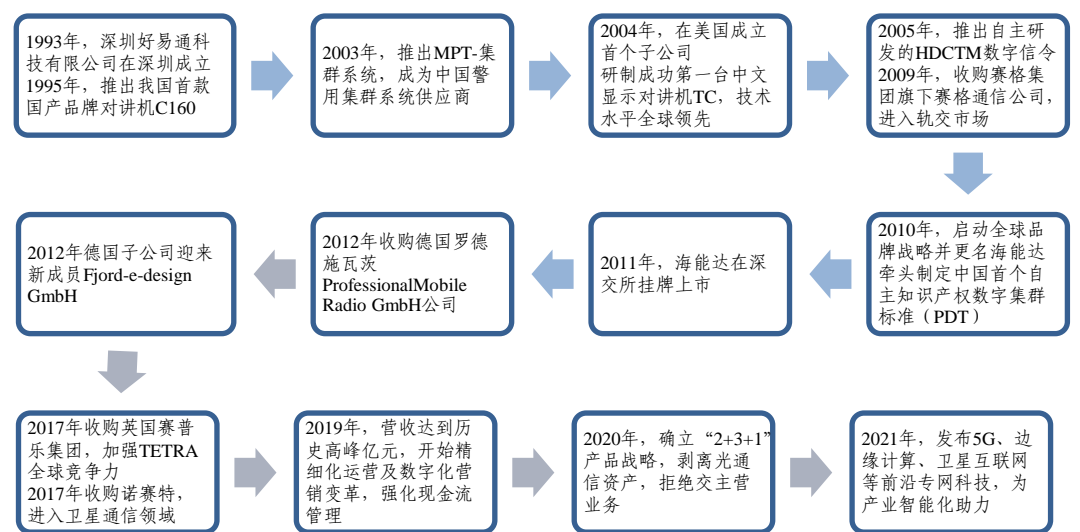 1993年，深圳好易通科
技有限公司在深圳成立
1995年，推出我国首款
国产品牌对讲机C160
2003年，推出MPT-集
群系统，成为中国警
用集群系统供应商
2004年，在美国成立
首个子公司
研制成功第一台中文
显示对讲机TC，技术
水平全球领先
2005年，推出自主研
发的HDCTM数字信令
2009年，收购赛格集
团旗下赛格通信公司，
进入轨交市场
2010年，启动全球品
牌战略并更名海能达
牵头制定中国首个自
主知识产权数字集群
标准（PDT）
2011年，海能达在深
交所挂牌上市
2012年收购德国罗德
施瓦茨
ProfessionalMobile
Radio GmbH公司
2012年德国子公司迎来
新成员Fjord-e-design
GmbH
2017年收购英国赛普
乐集团，加强TETRA
全球竞争力
2017年收购诺赛特，
进入卫星通信领域
2019年，营收达到历
史高峰亿元，开始精
细化运营及数字化营
销变革，强化现金流
管理
2020年，确立“2+3+1”
产品战略，剥离光通
信资产，拒绝交主营
业务
2021年，发布5G、边
缘计算、卫星互联网
等前沿专网科技，为
产业智能化助力